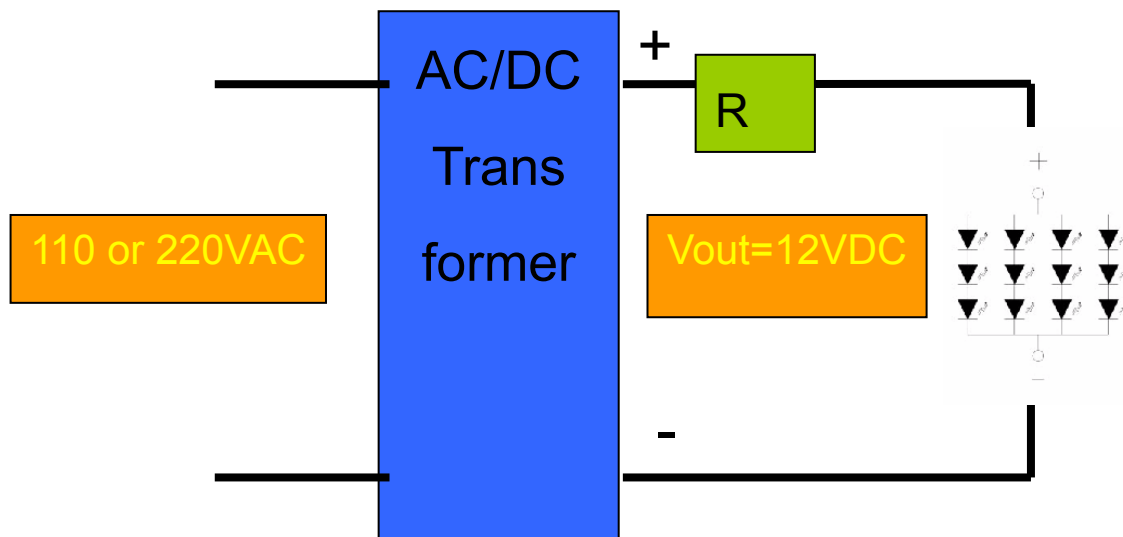 AC/DC
Trans
former
+
R
110 or 220VAC
Vout=12VDC
-
+
-